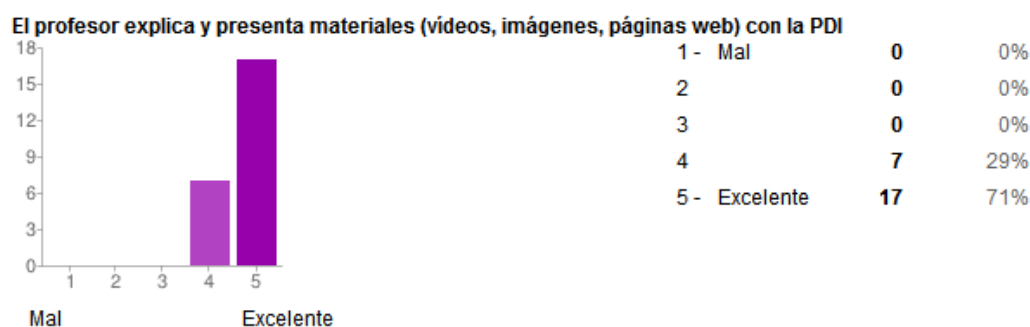 El profesor explica y presenta materiales (vídeos, imágenes, páginas web) con la PDI
18
15
12
9
6
3
0
1 2 3 4 5
Mal Excelente
1 - Mal 0 0%
2 0 0%
3 0 0%
4 7 29%
5 - Excelente 17 71%